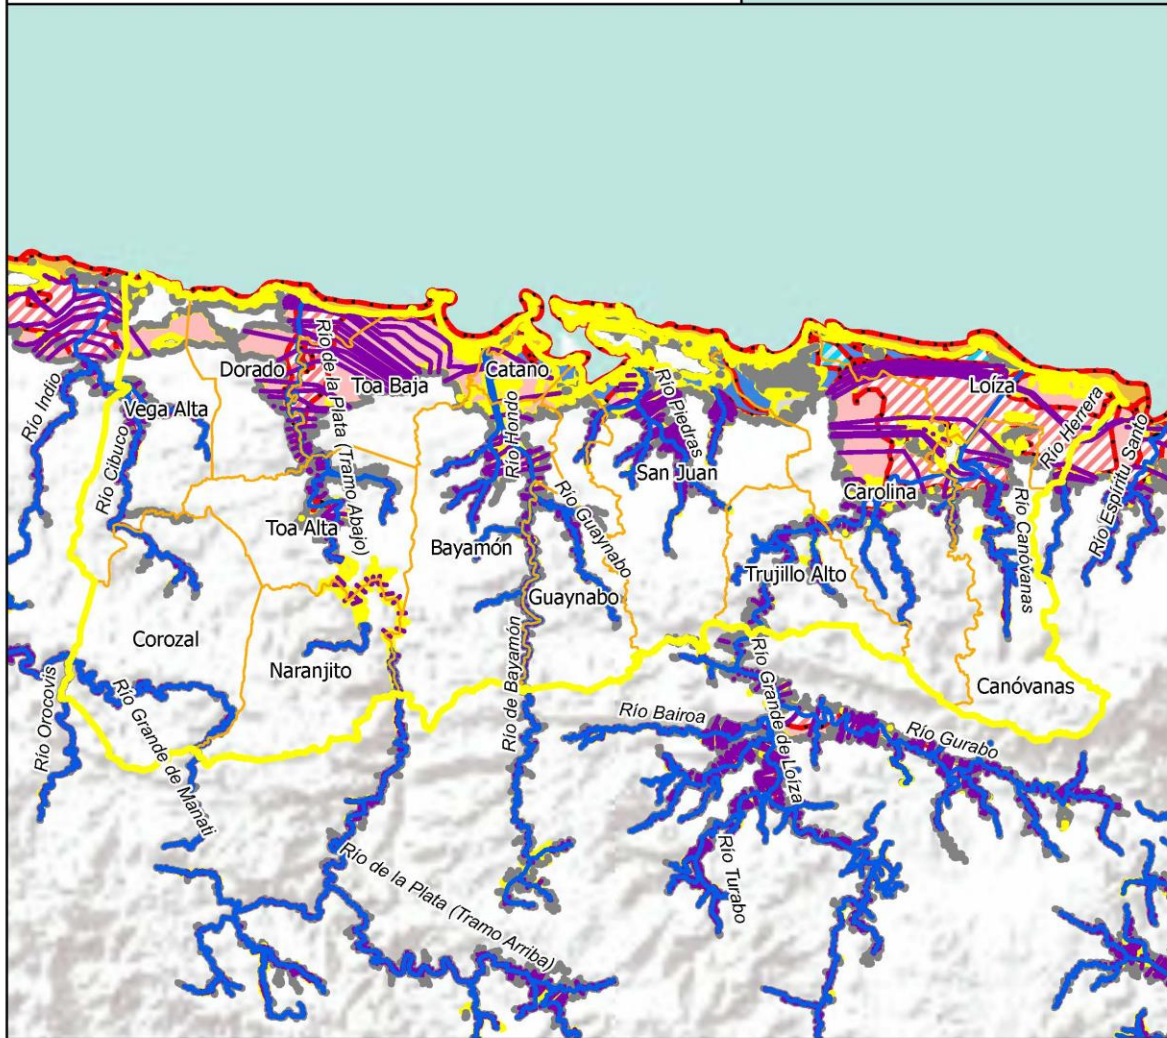 Río Indio
Vega Alta
Río Cibuco
Dorado
Río de la Plata (Tramo Abajo)
Toa Baja
Catano
Río Hondo
Río Piedras
San Juan
Loíza
Río Herrera
Río Espíritu Santo
Carolina
Río Canóvanas
Toa Alta
Bayamón
Río Guaynabo
Guaynabo
Trujillo Alto
Corozal
Naranjito
Río de Bayamón
Canóvanas
Río Orocovis
Río Grande de Manati
Río Bairoa
Río Grande de Loíza
Río Gurabo
Río Turabo
Río de la Plata (Tramo Arriba)